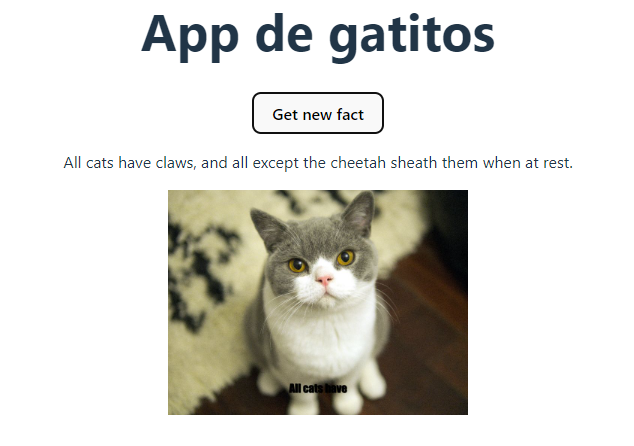 App de gatitos
Get new fact
All cats have claws, and all except the cheetah sheath them when at rest.
All cats have